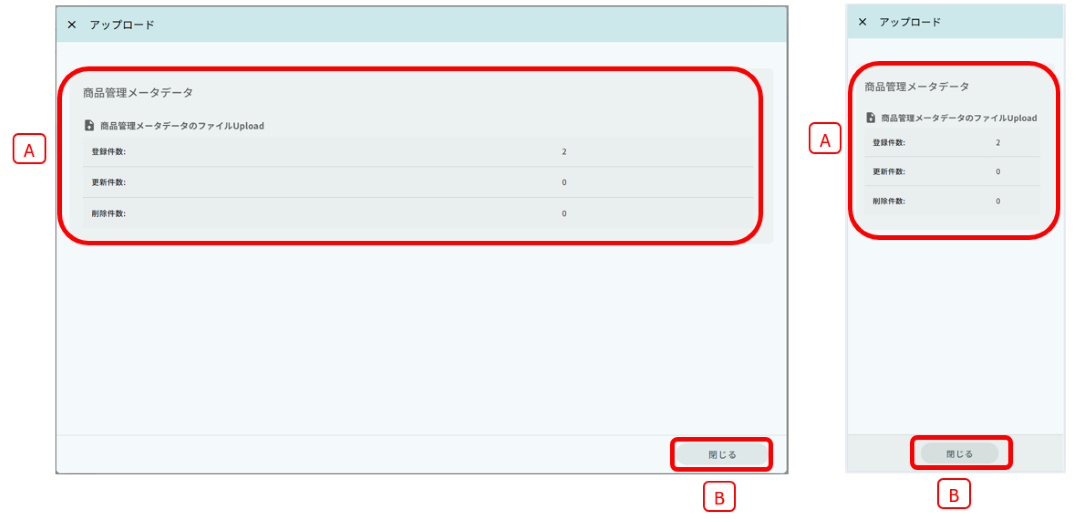 × アップロード
商品管理メータデータ
商品管理メータデータのファイルUpload
登録件数: 2
更新件数: 0
削除件数: 0
閉じる
A
B
× アップロード
商品管理メータデータ
商品管理メータデータのファイルUpload
登録件数: 2
更新件数: 0
削除件数: 0
閉じる
A
B